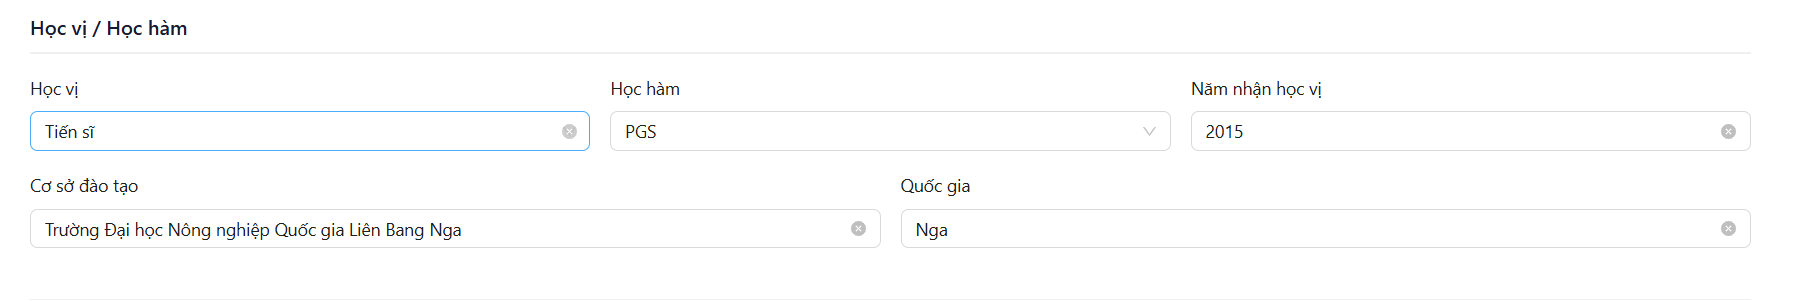 Học vị / Học hàm
Học vị
Học hàm
Năm nhận học vị
Tiến sĩ
PGS
2015
Cơ sở đào tạo
Quốc gia
Trường Đại học Nông nghiệp Quốc gia Liên Bang Nga
Nga